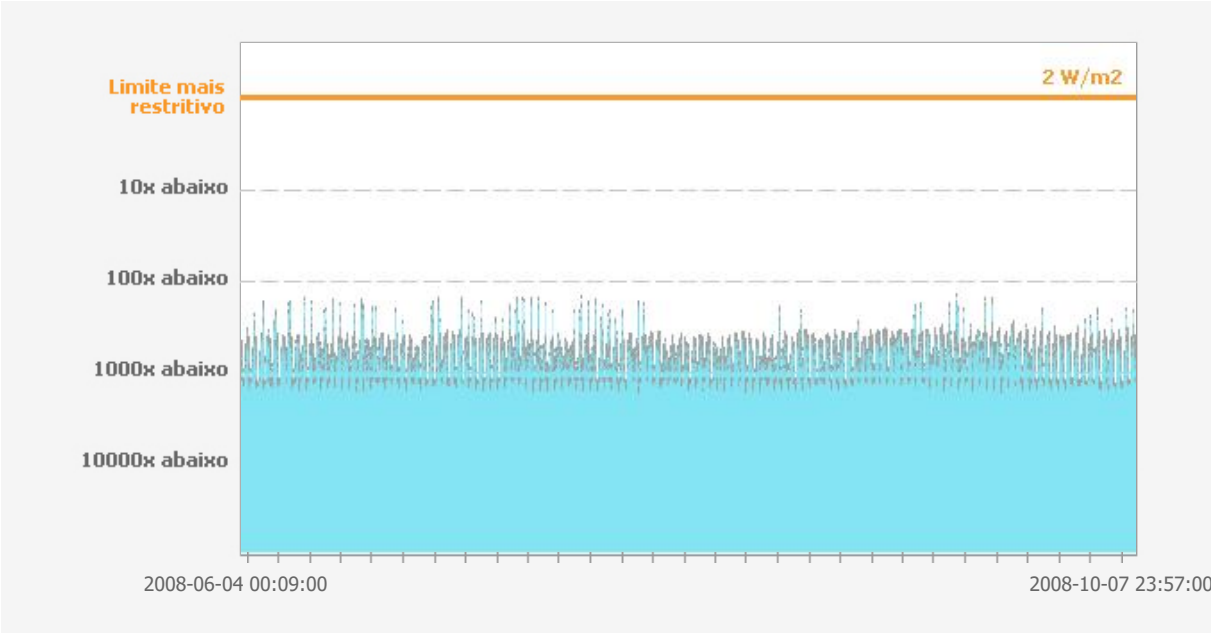 2 W/m2
Limite mais
restritivo
10x abaixo
100x abaixo
1000x abaixo
10000x abaixo
2008-06-04 00:09:00
2008-10-07 23:57:00